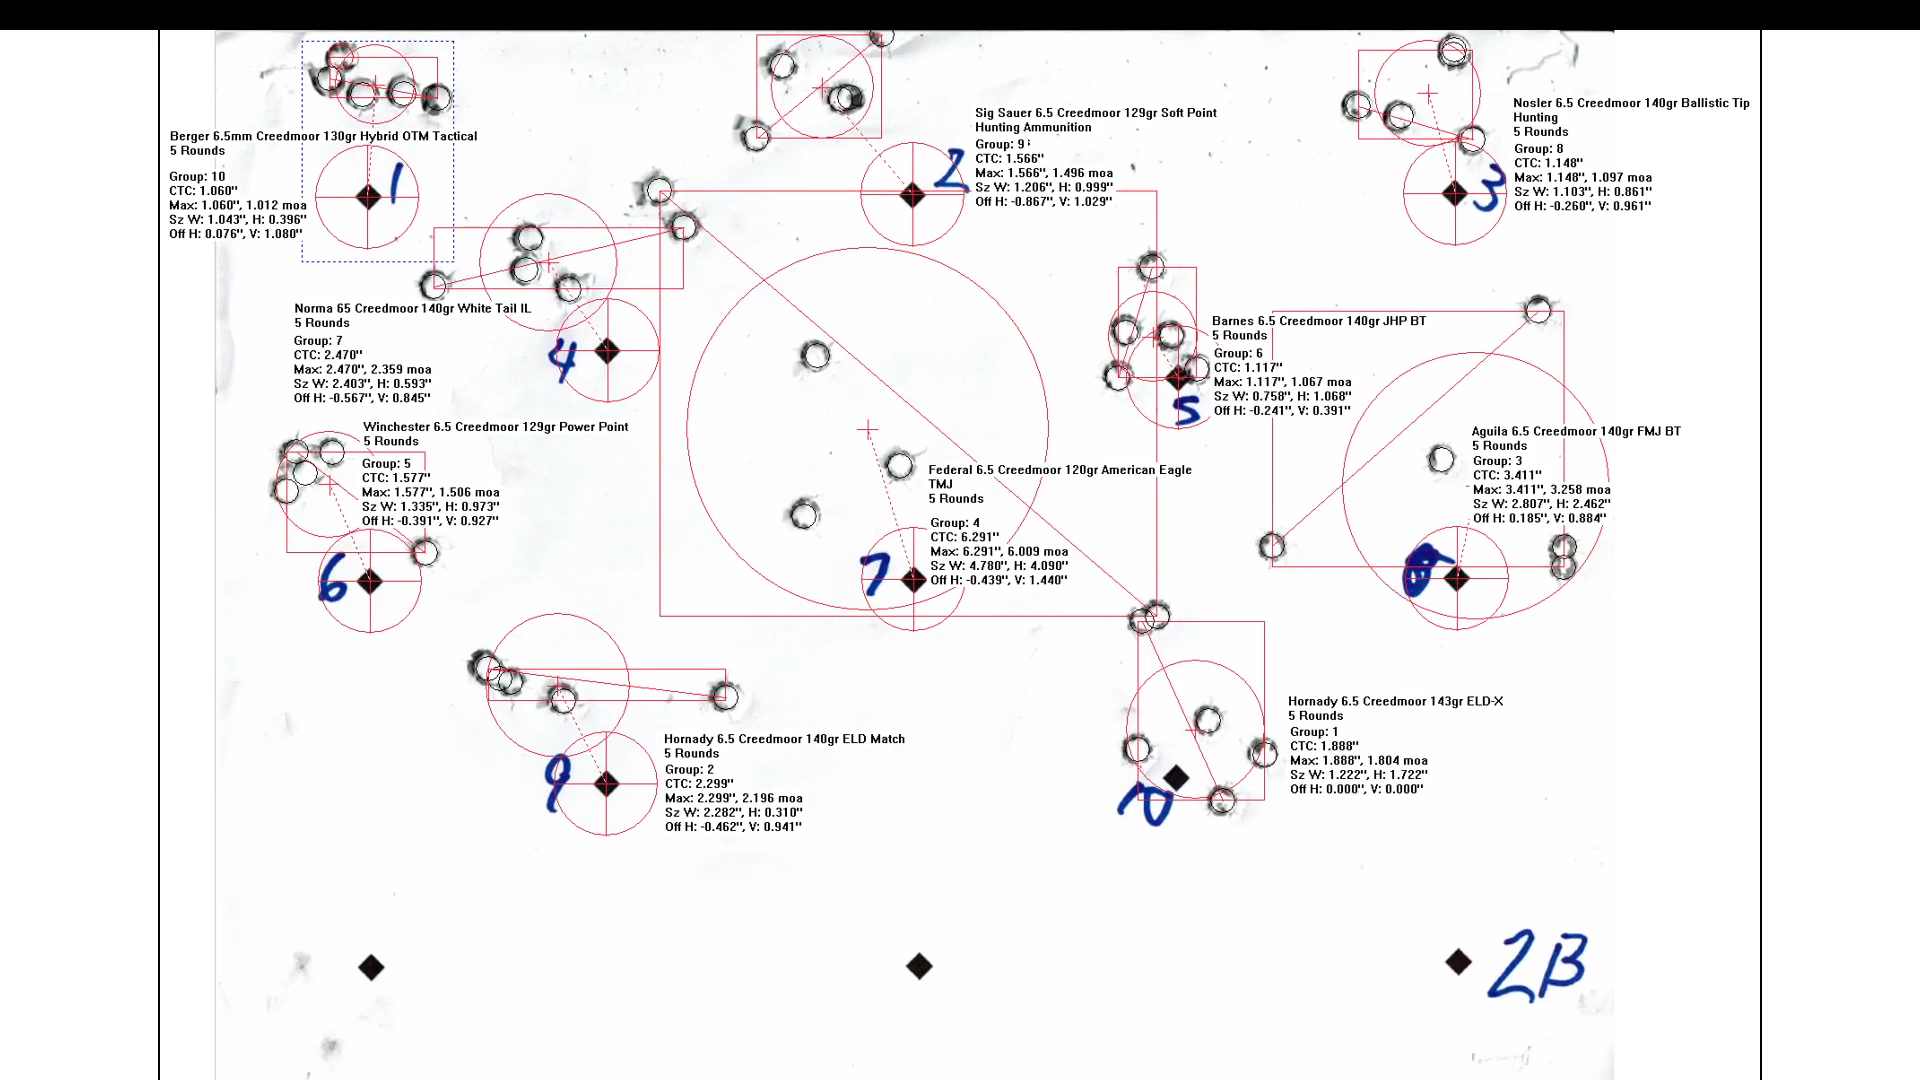 Berger 6.5mm Creedmoor 130gr Hybrid OTM Tactical
5 Rounds
Group: 10
CTC: 1.060"
Max: 1.060", 1.012 moa
Sz W: 1.043", H: 0.396"
Off H: 0.076", V: 1.080"
1
Sig Sauer 6.5 Creedmoor 129gr Soft Point
Hunting Ammunition
Group: 9
CTC: 1.566"
Max: 1.566", 1.496 moa
Sz W: 1.206", H: 0.999"
Off H: -0.867", V: 1.029"
2
Nosler 6.5 Creedmoor 140gr Ballistic Tip
Hunting
5 Rounds
Group: 8
CTC: 1.148"
Max: 1.148", 1.097 moa
Sz W: 1.103", H: 0.861"
Off H: -0.260", V: 0.961"
3
Norma 65 Creedmoor 140gr White Tail IL
5 Rounds
Group: 7
CTC: 2.470"
Max: 2.470", 2.359 moa
Sz W: 2.403", H: 0.593"
Off H: -0.567", V: 0.845"
4
Barnes 6.5 Creedmoor 140gr JHP BT
5 Rounds
Group: 6
CTC: 1.117"
Max: 1.117", 1.067 moa
Sz W: 0.758", H: 1.068"
Off H: -0.241", V: 0.391"
5
Winchester 6.5 Creedmoor 129gr Power Point
5 Rounds
Group: 5
CTC: 1.577"
Max: 1.577", 1.506 moa
Sz W: 1.335", H: 0.973"
Off H: -0.391", V: 0.927"
6
Federal 6.5 Creedmoor 120gr American Eagle
TMJ
5 Rounds
Group: 4
CTC: 6.291"
Max: 6.291", 6.009 moa
Sz W: 4.780", H: 4.090"
Off H: -0.439", V: 1.440"
7
Aguila 6.5 Creedmoor 140gr FMJ BT
5 Rounds
Group: 3
CTC: 3.411"
Max: 3.411", 3.258 moa
Sz W: 2.807", H: 2.462"
Off H: 0.185", V: 0.884"
8
Hornady 6.5 Creedmoor 140gr ELD Match
5 Rounds
Group: 2
CTC: 2.299"
Max: 2.299", 2.196 moa
Sz W: 2.282", H: 0.310"
Off H: -0.462", V: 0.941"
9
Hornady 6.5 Creedmoor 143gr ELD-X
5 Rounds
Group: 1
CTC: 1.888"
Max: 1.888", 1.804 moa
Sz W: 1.222", H: 1.722"
Off H: 0.000", V: 0.000"
10
2B